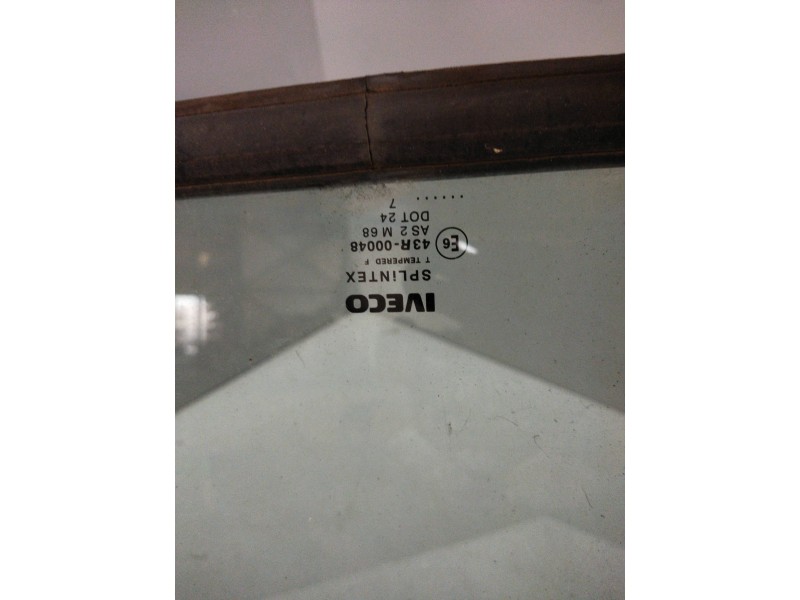 IVECO
SPLiNTEX
T TEMPERED F
E6 43R-00048
AS 2 M 68
DOT 24
7
......